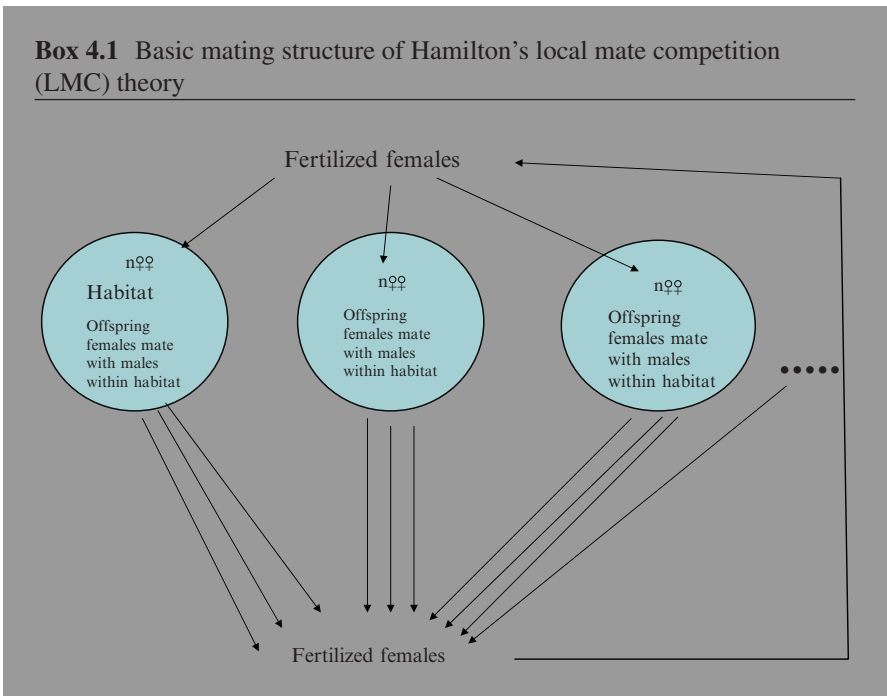 Box 4.1 Basic mating structure of Hamilton’s local mate competition
(LMC) theory
Fertilized females
n♀♀
Habitat
Offspring
females mate
with males
within habitat
n♀♀
Offspring
females mate
with males
within habitat
n♀♀
Offspring
females mate
with males
within habitat
Fertilized females